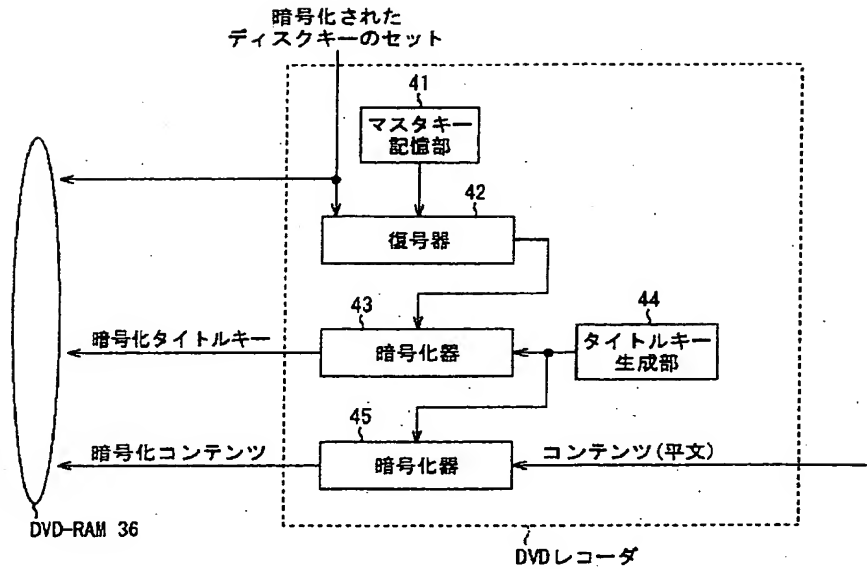 暗号化された
ディスクキーのセット
41
マスタキー
記憶部
42
復号器
43
44
暗号化タイトルキー
暗号化器
タイトルキー
生成部
45
暗号化コンテンツ
暗号化器
コンテンツ(平文)
DVD-RAM 36
DVDレコーダ